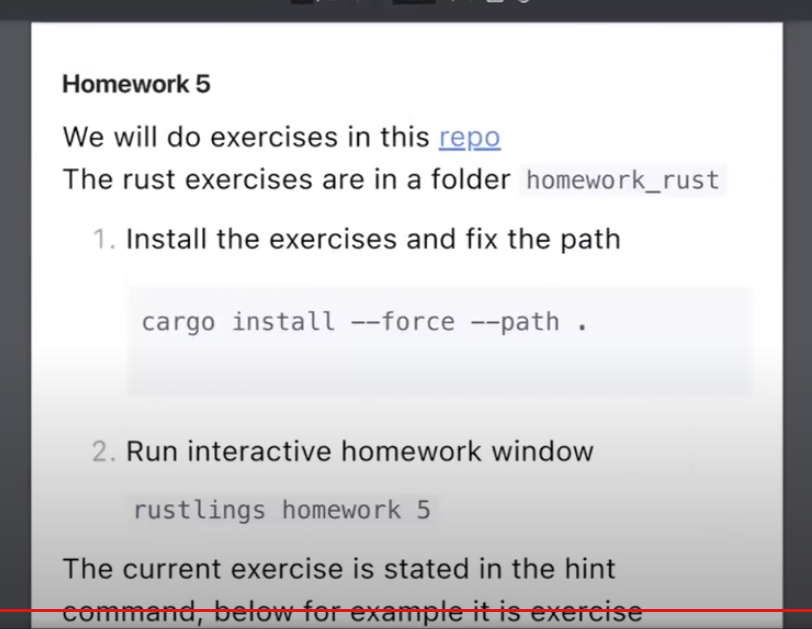 Homework 5
We will do exercises in this repo
The rust exercises are in a folder homework_rust
1. Install the exercises and fix the path
cargo install --force --path .
2. Run interactive homework window
rustlings homework 5
The current exercise is stated in the hint
command, below for example it is exercise